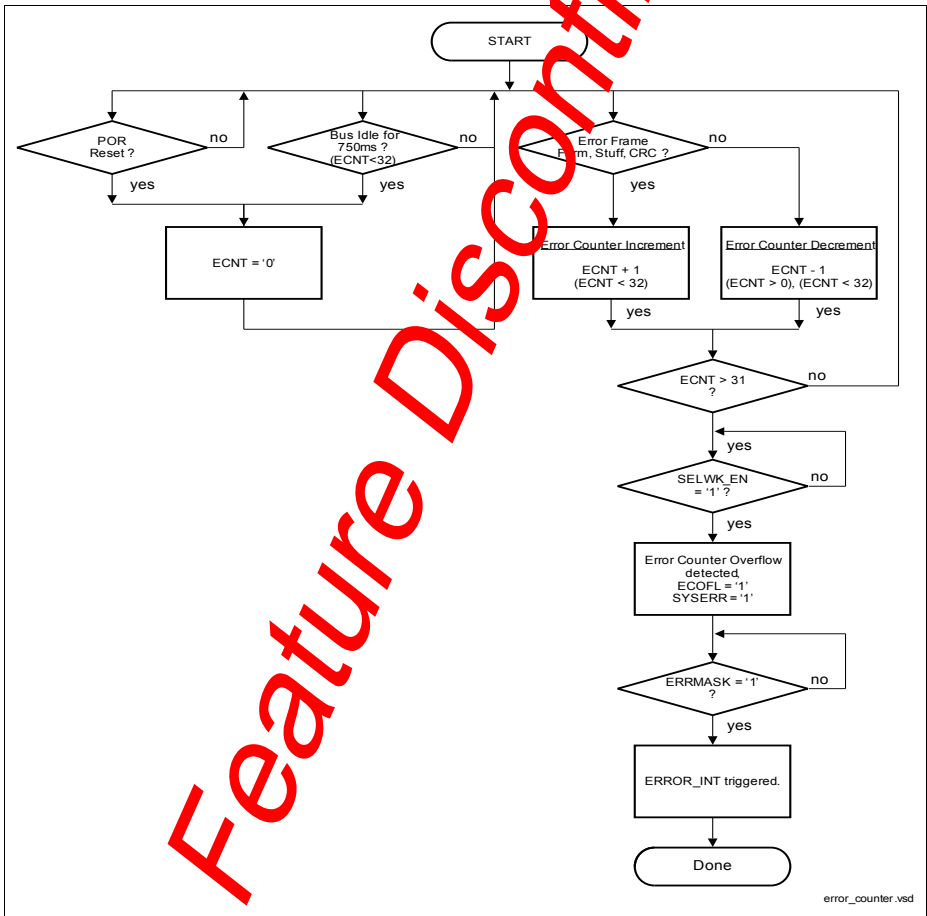 START
POR
Reset ?
no
yes
Bus Idle for
750ms ?
(ECNT<32)
no
yes
Error Frame
Form, Stuff, CRC ?
no
yes
ECNT = '0'
Error Counter Increment
ECNT + 1
(ECNT < 32)
yes
Error Counter Decrement
ECNT - 1
(ECNT > 0), (ECNT < 32)
yes
ECNT > 31
?
no
yes
SELWK_EN
= '1' ?
no
yes
Error Counter Overflow
detected,
ECOFL = '1'
SYSERR = '1'
ERRMASK = '1'
?
no
yes
ERROR_INT triggered.
Done
error_counter.vsd
Feature Discont